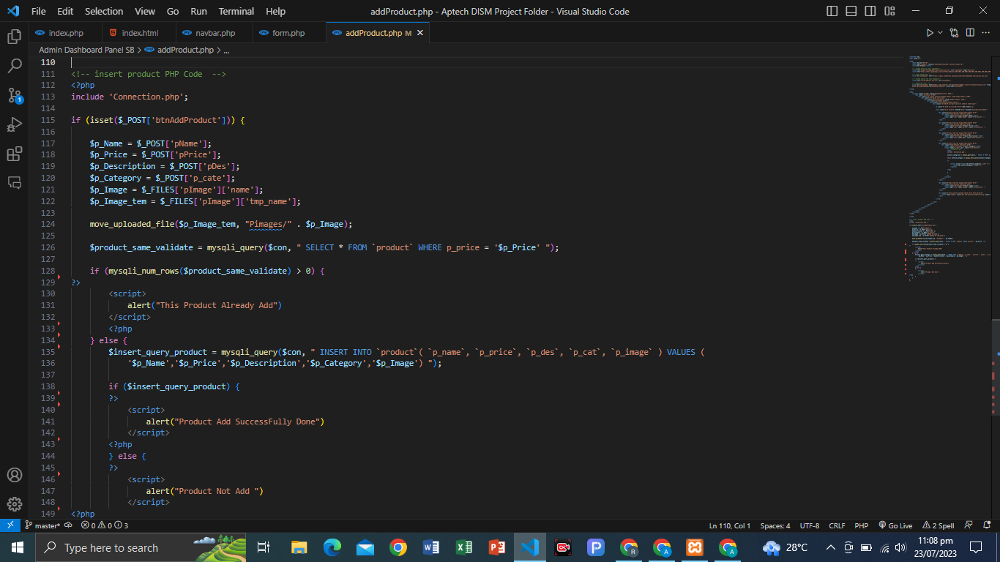 File Edit Selection View Go Run Terminal Help addProduct.php - Aptech DISM Project Folder - Visual Studio Code
index.php index.html navbar.php form.php addProduct.php M
Admin Dashboard Panel SB > addProduct.php > ...
110
111 <!-- insert product PHP Code  -->
112 <?php
113 include 'Connection.php';
114
115 if (isset($_POST['btnAddProduct'])) {
116
117     $p_Name = $_POST['pName'];
118     $p_Price = $_POST['pPrice'];
119     $p_Description = $_POST['pDes'];
120     $p_Category = $_POST['p_cate'];
121     $p_Image = $_FILES['pImage']['name'];
122     $p_Image_tem = $_FILES['pImage']['tmp_name'];
123
124     move_uploaded_file($p_Image_tem, "Pimages/" . $p_Image);
125
126     $product_same_validate = mysqli_query($con, " SELECT * FROM `product` WHERE p_price = '$p_Price' ");
127
128     if (mysqli_num_rows($product_same_validate) > 0) {
129 ?>
130         <script>
131             alert("This Product Already Add")
132         </script>
133         <?php
134     } else {
135         $insert_query_product = mysqli_query($con, " INSERT INTO `product`( `p_name`, `p_price`, `p_des`, `p_cat`, `p_image` ) VALUES (
136             '$p_Name','$p_Price','$p_Description','$p_Category','$p_Image') ");
137
138         if ($insert_query_product) {
139         ?>
140             <script>
141                 alert("Product Add SuccessFully Done")
142             </script>
143         <?php
144         } else {
145         ?>
146             <script>
147                 alert("Product Not Add ")
148             </script>
149 <?php
1
master* 0 0 3 Ln 110, Col 1 Spaces: 4 UTF-8 CRLF PHP Go Live 2 Spell
Type here to search 28°C 11:08 pm
23/07/2023